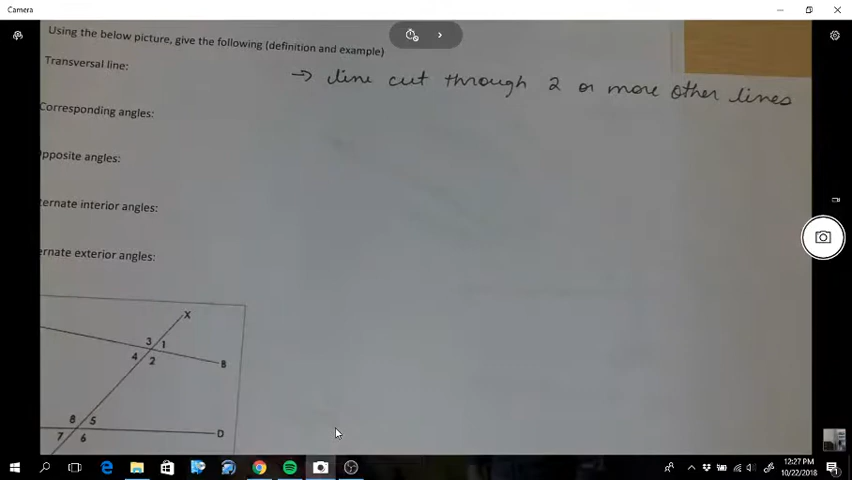 Camera
Using the below picture, give the following (definition and example)
Transversal line:
→ line cut through 2 or more other lines
Corresponding angles:
pposite angles:
ternate interior angles:
ernate exterior angles:
X
3 1
4 2
B
8 5
7 6
D
12:27 PM
10/22/2018